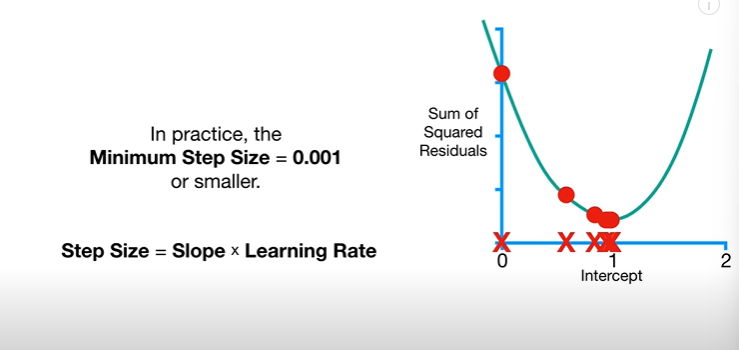 In practice, the
Minimum Step Size = 0.001
or smaller.
Step Size = Slope x Learning Rate
Sum of
Squared
Residuals
0
1
2
Intercept